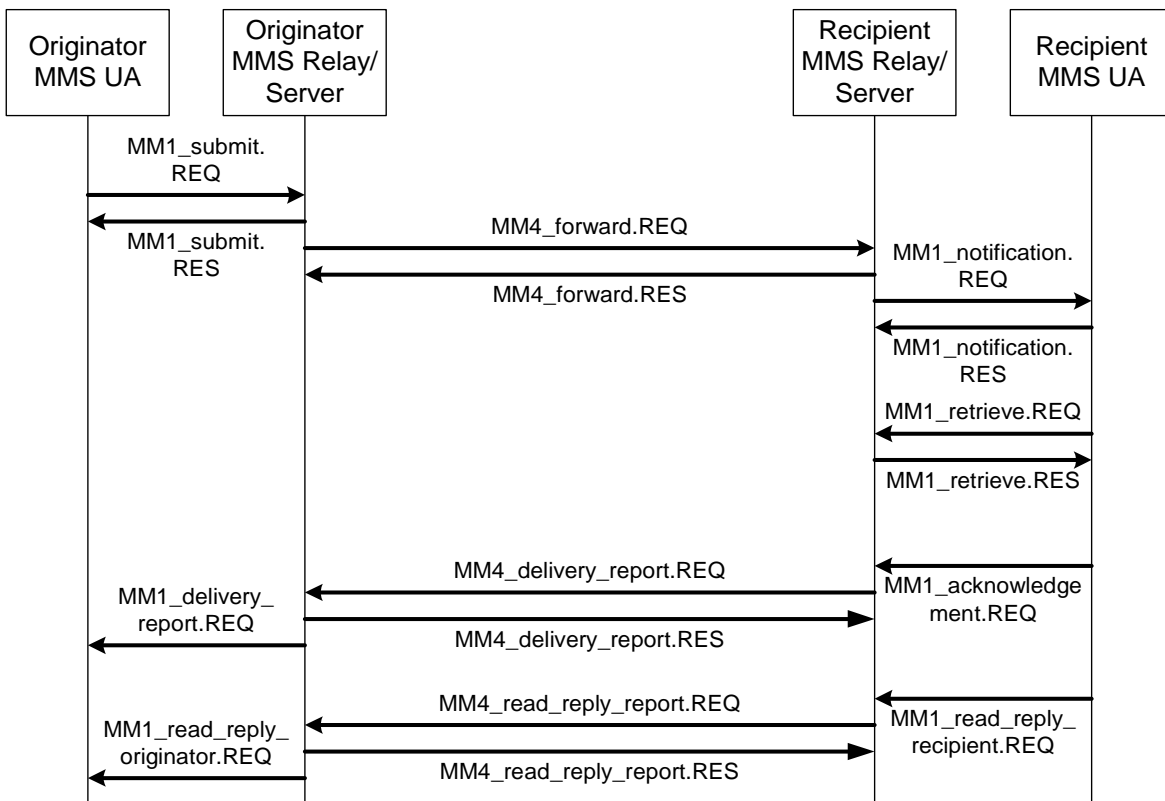 Originator
MMS UA
Originator
MMS Relay/
Server
Recipient
MMS Relay/
Server
Recipient
MMS UA
MM1_submit.
REQ
MM1_submit.
RES
MM4_forward.REQ
MM4_forward.RES
MM1_notification.
REQ
MM1_notification.
RES
MM1_retrieve.REQ
MM1_retrieve.RES
MM1_acknowledge
ment.REQ
MM4_delivery_report.REQ
MM4_delivery_report.RES
MM1_delivery_
report.REQ
MM1_read_reply_
recipient.REQ
MM4_read_reply_report.REQ
MM4_read_reply_report.RES
MM1_read_reply_
originator.REQ